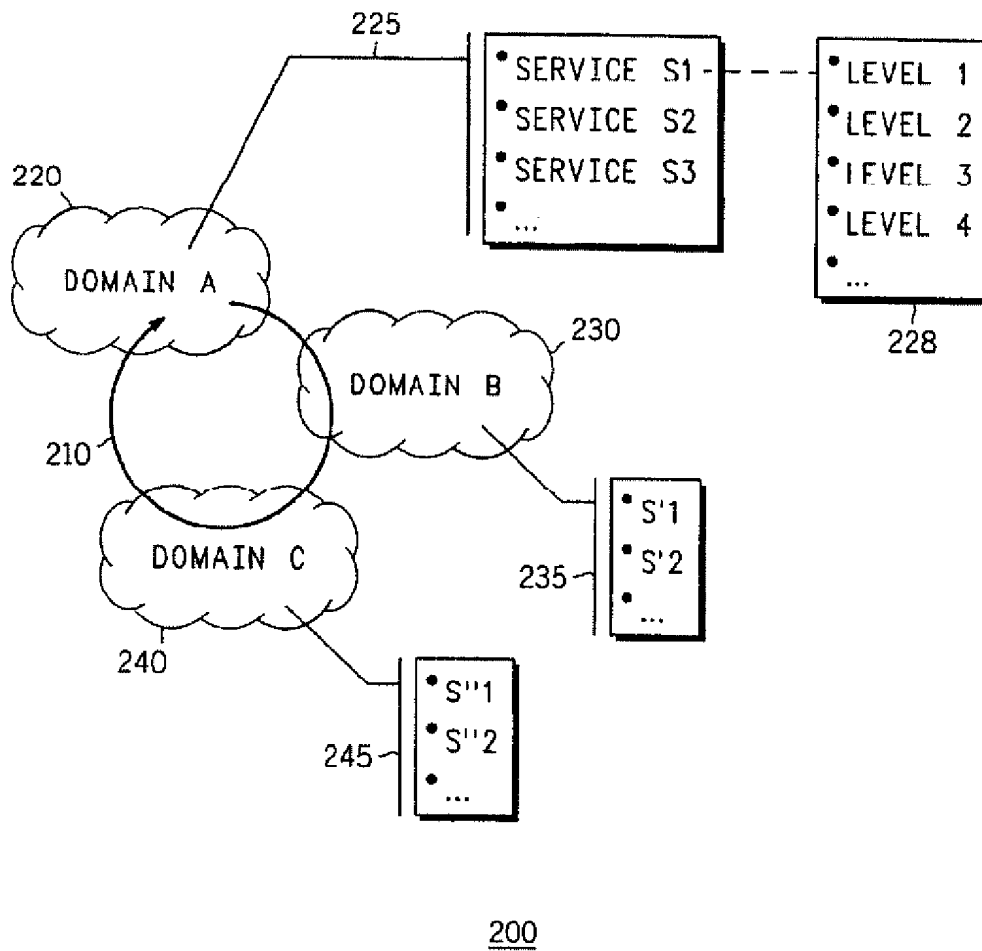 225
• SERVICE S1
• SERVICE S2
• SERVICE S3
• ...
• LEVEL 1
• LEVEL 2
• LEVEL 3
• LEVEL 4
• ...
228
220
DOMAIN A
230
DOMAIN B
210
DOMAIN C
240
235
• S'1
• S'2
• ...
245
• S''1
• S''2
• ...
200